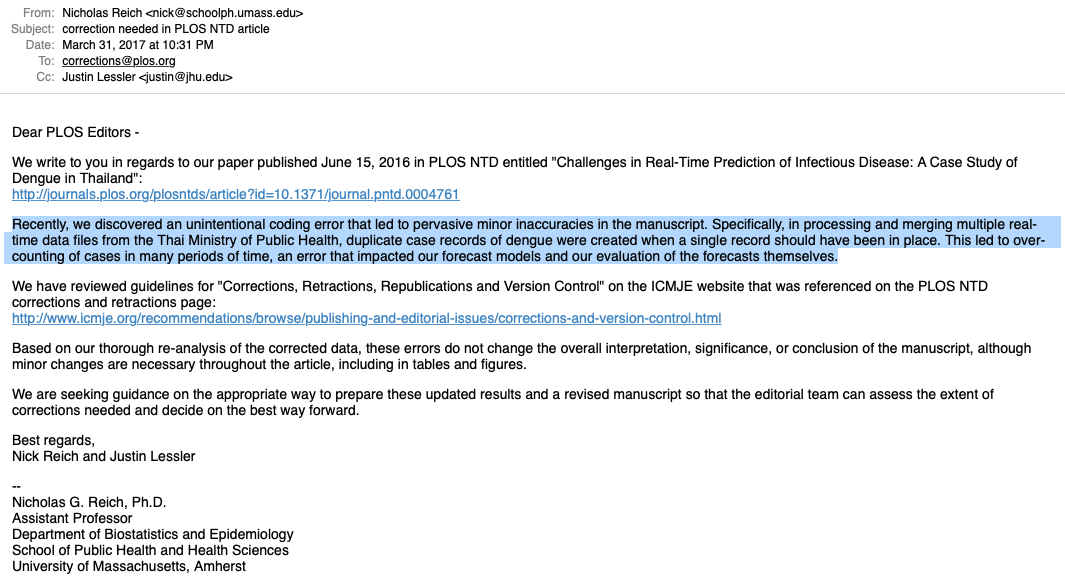 From: Nicholas Reich <nick@schoolph.umass.edu>
Subject: correction needed in PLOS NTD article
Date: March 31, 2017 at 10:31 PM
To: corrections@plos.org
Cc: Justin Lessler <justin@jhu.edu>
Dear PLOS Editors -
We write to you in regards to our paper published June 15, 2016 in PLOS NTD entitled "Challenges in Real-Time Prediction of Infectious Disease: A Case Study of
Dengue in Thailand":
http://journals.plos.org/plosntds/article?id=10.1371/journal.pntd.0004761
Recently, we discovered an unintentional coding error that led to pervasive minor inaccuracies in the manuscript. Specifically, in processing and merging multiple real-
time data files from the Thai Ministry of Public Health, duplicate case records of dengue were created when a single record should have been in place. This led to over-
counting of cases in many periods of time, an error that impacted our forecast models and our evaluation of the forecasts themselves.
We have reviewed guidelines for "Corrections, Retractions, Republications and Version Control" on the ICMJE website that was referenced on the PLOS NTD
corrections and retractions page:
http://www.icmje.org/recommendations/browse/publishing-and-editorial-issues/corrections-and-version-control.html
Based on our thorough re-analysis of the corrected data, these errors do not change the overall interpretation, significance, or conclusion of the manuscript, although
minor changes are necessary throughout the article, including in tables and figures.
We are seeking guidance on the appropriate way to prepare these updated results and a revised manuscript so that the editorial team can assess the extent of
corrections needed and decide on the best way forward.
Best regards,
Nick Reich and Justin Lessler
--
Nicholas G. Reich, Ph.D.
Assistant Professor
Department of Biostatistics and Epidemiology
School of Public Health and Health Sciences
University of Massachusetts, Amherst